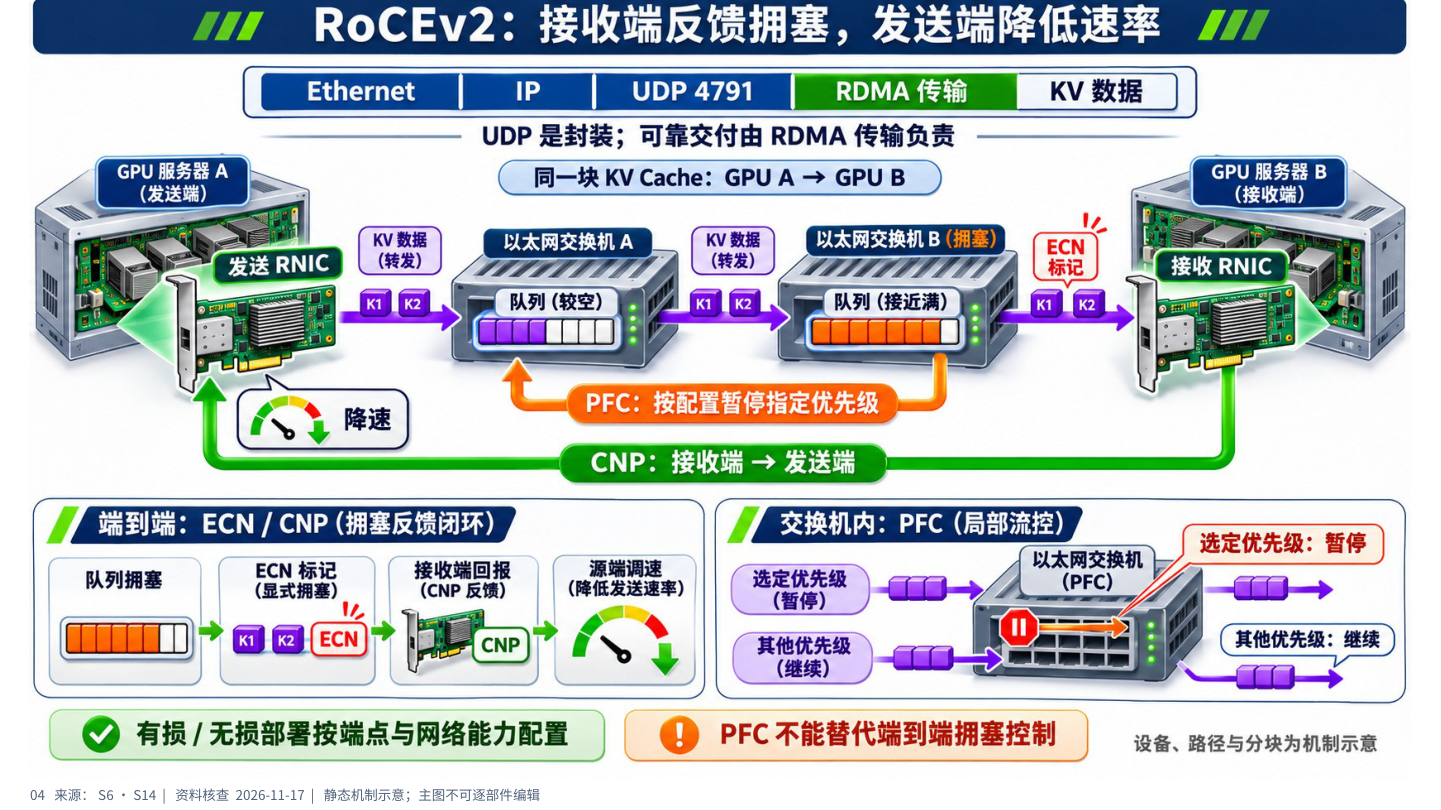 RoCEv2：接收端反馈拥塞，发送端降低速率
Ethernet
IP
UDP 4791
RDMA 传输
KV 数据
UDP 是封装；可靠交付由 RDMA 传输负责
同一块 KV Cache：GPU A → GPU B
GPU 服务器 A
（发送端）
GPU 服务器 B
（接收端）
发送 RNIC
KV 数据
（转发）
K1
K2
以太网交换机 A
队列（较空）
KV 数据
（转发）
K1
K2
以太网交换机 B（拥塞）
队列（接近满）
ECN
标记
K1
K2
接收 RNIC
降速
PFC：按配置暂停指定优先级
CNP：接收端 → 发送端
端到端：ECN / CNP（拥塞反馈闭环）
队列拥塞
ECN 标记
（显式拥塞）
K1
K2
ECN
接收端回报
（CNP 反馈）
CNP
源端调速
（降低发送速率）
交换机内：PFC（局部流控）
选定优先级
（暂停）
其他优先级
（继续）
以太网交换机
（PFC）
选定优先级：暂停
其他优先级：继续
有损 / 无损部署按端点与网络能力配置
PFC 不能替代端到端拥塞控制
设备、路径与分块为机制示意
04 来源： S6 · S14 | 资料核查 2026-11-17 | 静态机制示意；主图不可逐部件编辑